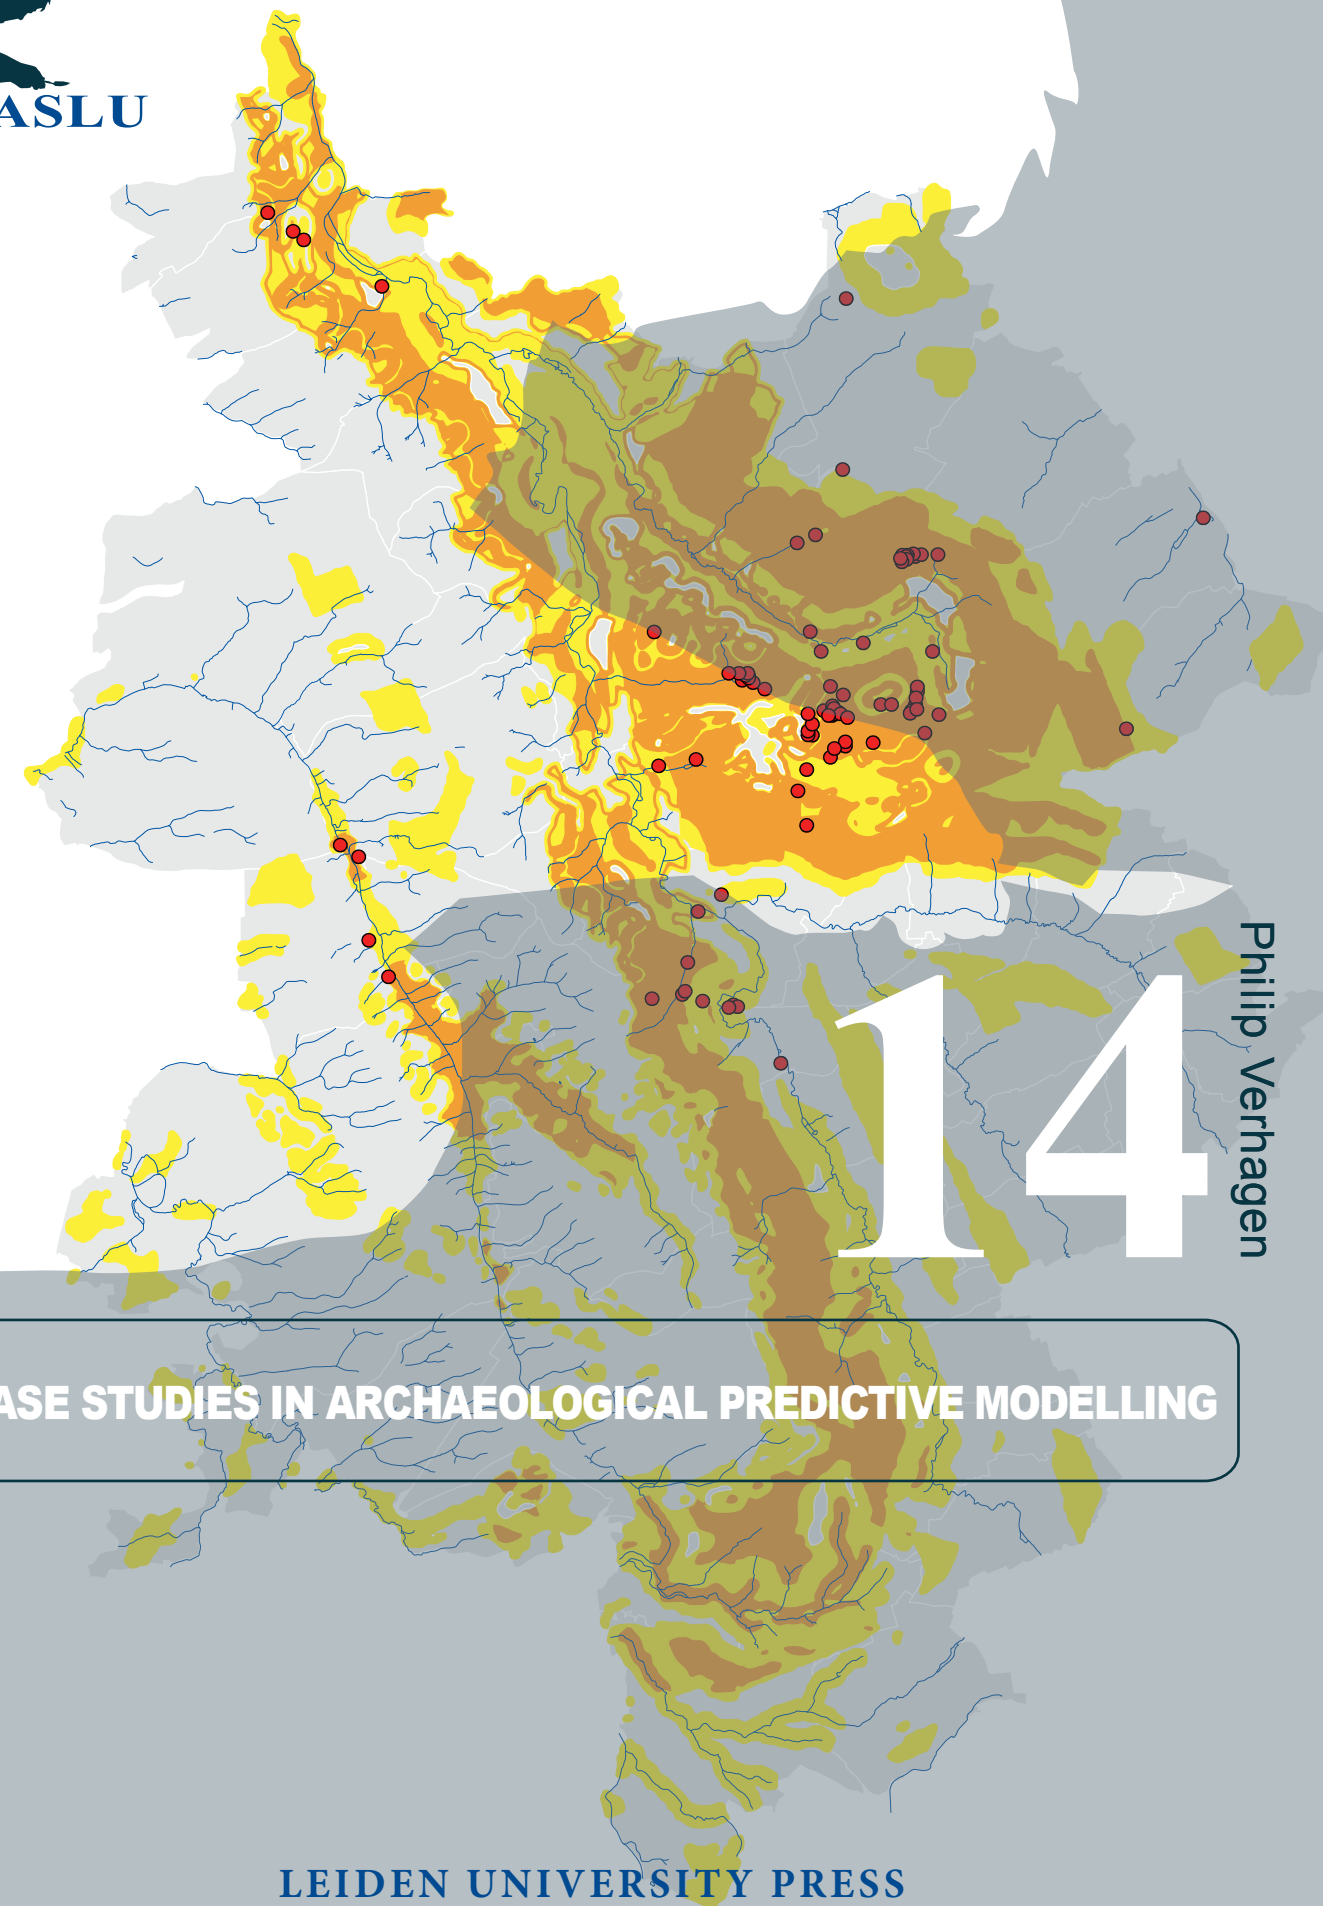 ASLU
Philip Verhagen
14
ASE STUDIES IN ARCHAEOLOGICAL PREDICTIVE MODELLING
LEIDEN UNIVERSITY PRESS